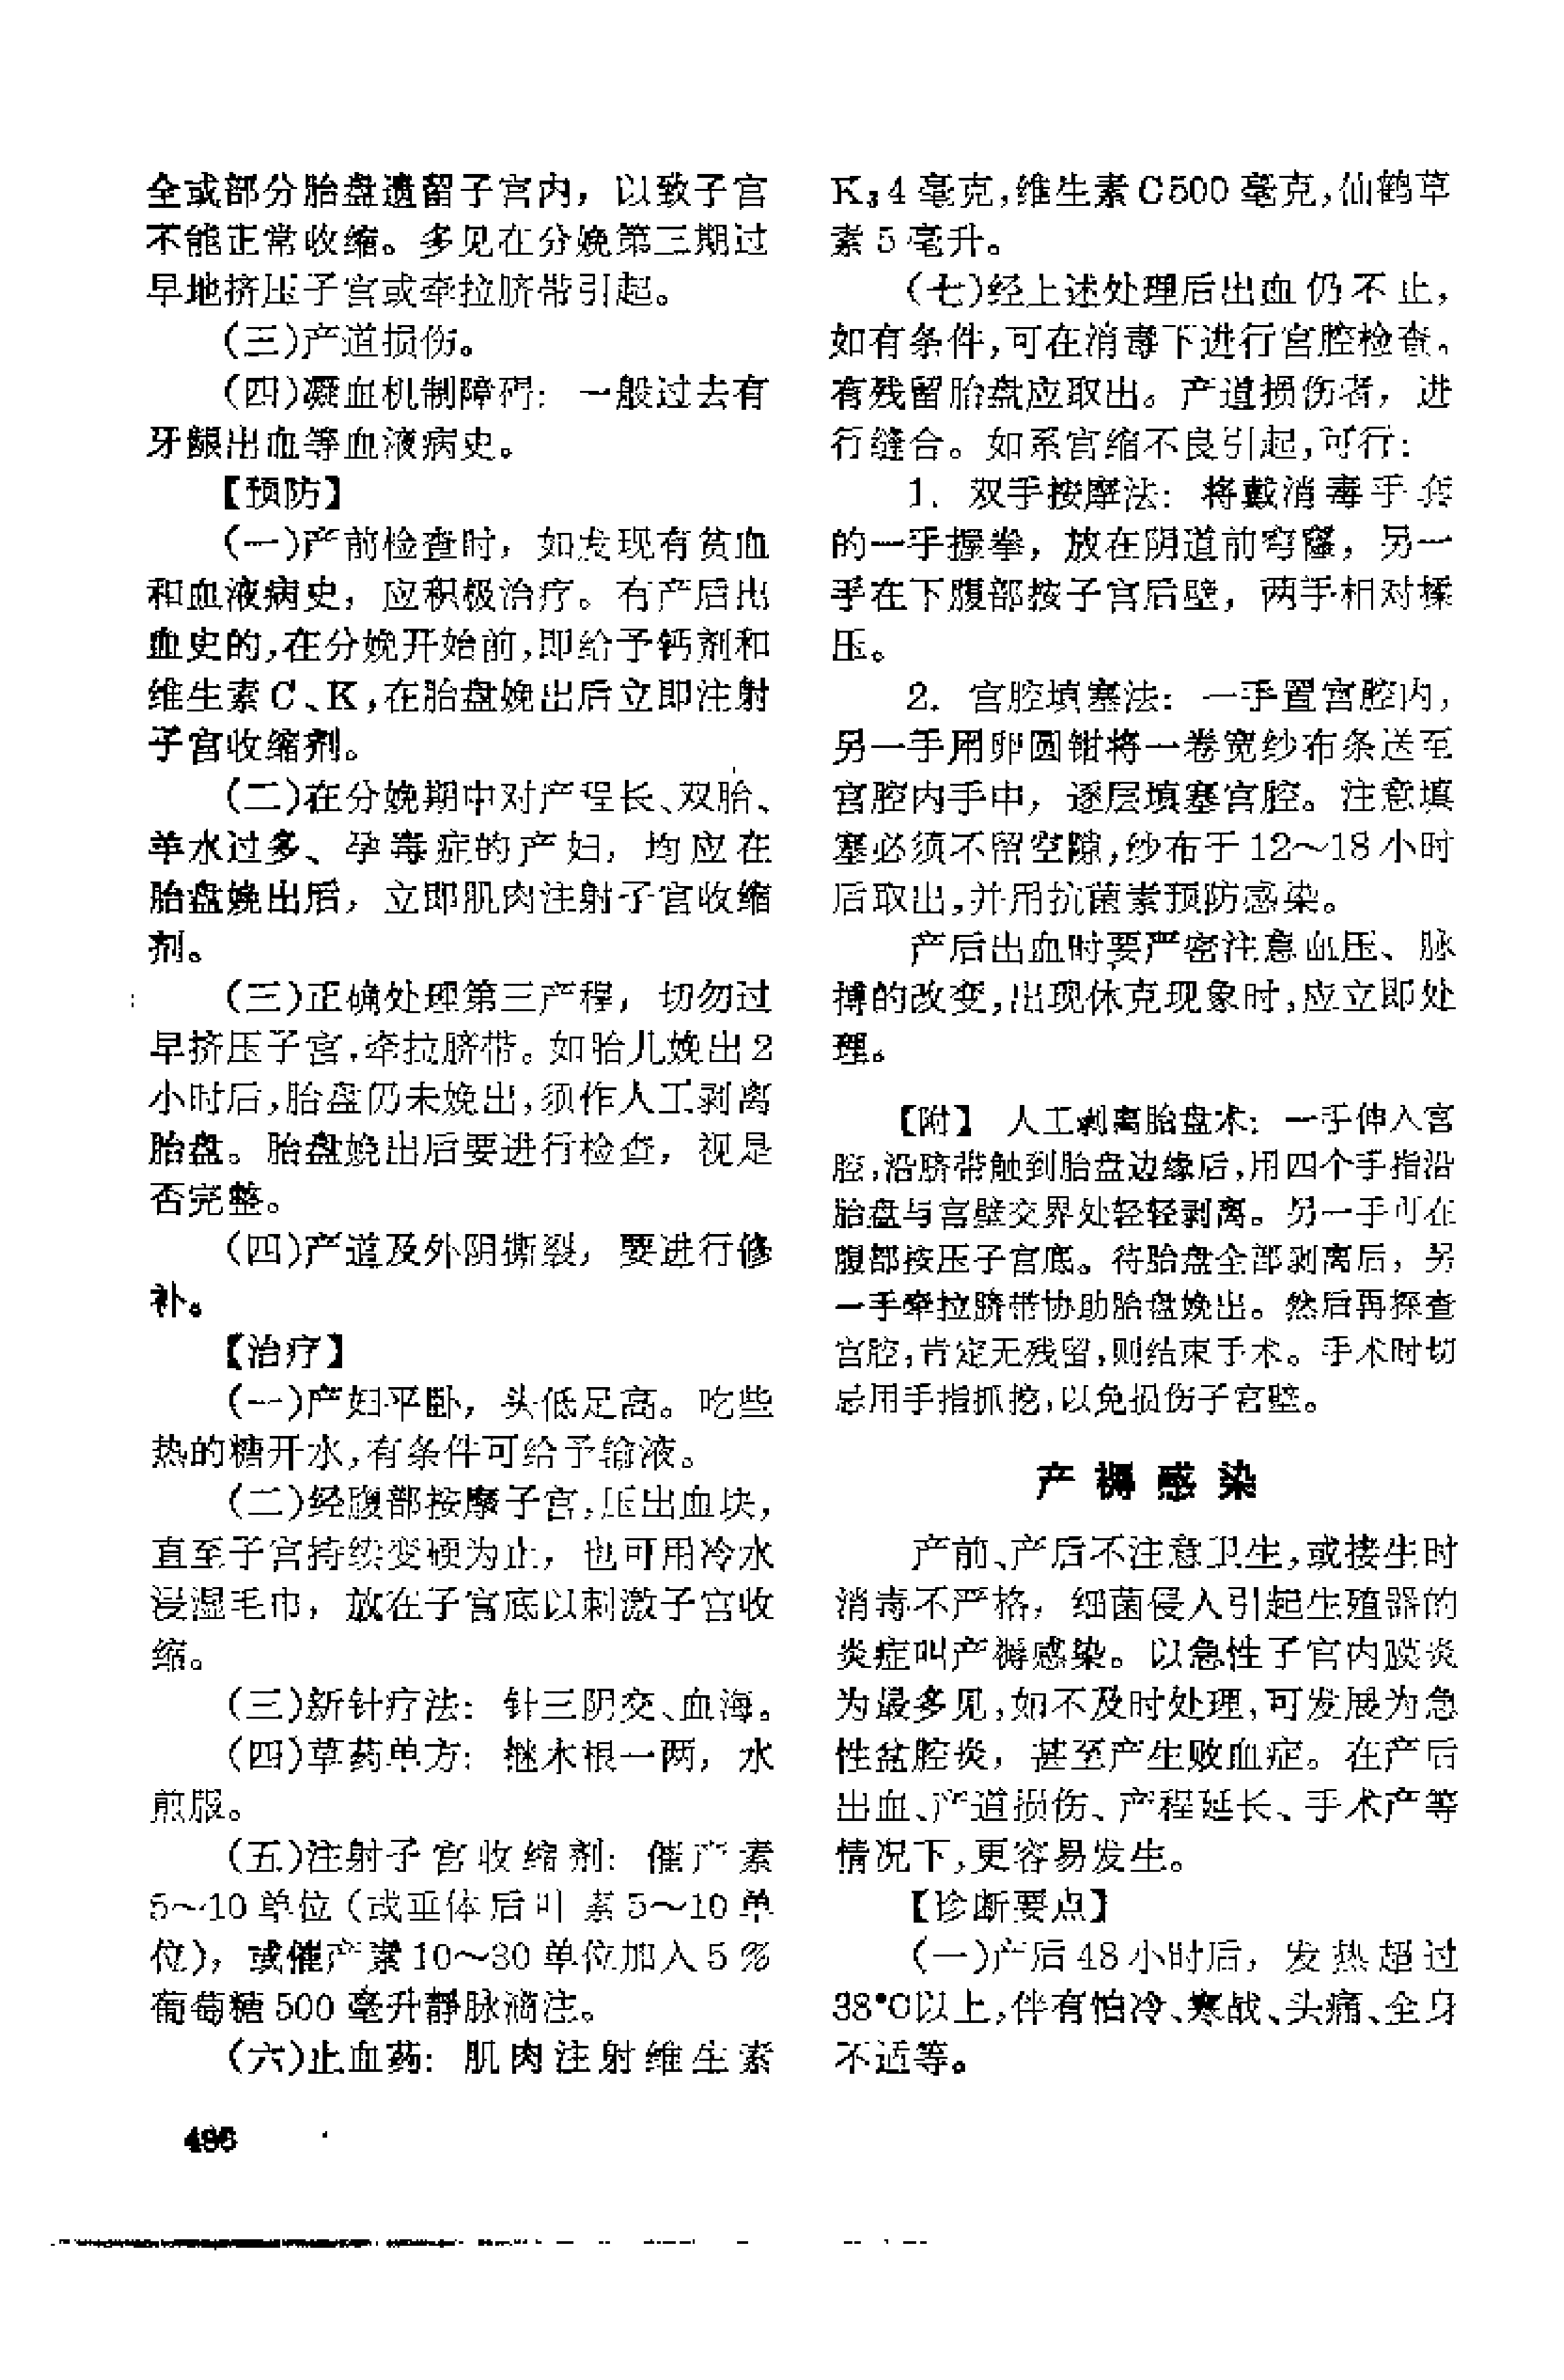 全或部分胎盘遗留子宫内，以致子宫
不能正常收缩。多见在分娩第三期过
早地挤压子宫或牵拉脐带引起。
（三）产道损伤。
（四）凝血机制障碍：一般过去有
牙龈出血等血液病史。
【预防】
（一）产前检查时，如发现有贫血
和血液病史，应积极治疗。有产后出
血史的，在分娩开始前，即给予钙剂和
维生素C、K，在胎盘娩出后立即注射
子宫收缩剂。
（二）在分娩期中对产程长、双胎、
羊水过多、孕毒症的产妇，均应在
胎盘娩出后，立即肌肉注射子宫收缩
剂。
（三）正确处理第三产程，切勿过
早挤压子宫，牵拉脐带。如胎儿娩出2
小时后，胎盘仍未娩出，须作人工剥离
胎盘。胎盘娩出后要进行检查，视是
否完整。
（四）产道及外阴撕裂，要进行修
补。
【治疗】
（一）产妇平卧，头低足高。吃些
热的糖开水，有条件可给予输液。
（二）经腹部按摩子宫，压出血块，
直至子宫持续变硬为止，也可用冷水
浸湿毛巾，放在子宫底以刺激子宫收
缩。
（三）新针疗法：针三阴交、血海。
（四）草药单方：檵木根一两，水
煎服。
（五）注射子宫收缩剂：催产素
5～10单位（或垂体后叶素5～10单
位），或催产素10～30单位加入5%
葡萄糖500毫升静脉滴注。
（六）止血药：肌肉注射维生素
K₃4毫克，维生素C500毫克，仙鹤草
素5毫升。
（七）经上述处理后出血仍不止，
如有条件，可在消毒下进行宫腔检查。
有残留胎盘应取出。产道损伤者，进
行缝合。如系宫缩不良引起，可行：
1. 双手按摩法：将戴消毒手套
的一手握拳，放在阴道前穹窿，另一
手在下腹部按子宫后壁，两手相对揉
压。
2. 宫腔填塞法：一手置宫腔内，
另一手用卵圆钳将一卷宽纱布条送至
宫腔内手中，逐层填塞宫腔。注意填
塞必须不留空隙，纱布于12～18小时
后取出，并用抗菌素预防感染。
产后出血时要严密注意血压、脉
搏的改变，出现休克现象时，应立即处
理。
【附】 人工剥离胎盘术：一手伸入宫
腔，沿脐带触到胎盘边缘后，用四个手指沿
胎盘与宫壁交界处轻轻剥离。另一手可在
腹部按压子宫底。待胎盘全部剥离后，另
一手牵拉脐带协助胎盘娩出。然后再探查
宫腔，肯定无残留，则结束手术。手术时切
忌用手指抓挖，以免损伤子宫壁。
产褥感染
产前、产后不注意卫生，或接生时
消毒不严格，细菌侵入引起生殖器的
炎症叫产褥感染。以急性子宫内膜炎
为最多见，如不及时处理，可发展为急
性盆腔炎，甚至产生败血症。在产后
出血、产道损伤、产程延长、手术产等
情况下，更容易发生。
【诊断要点】
（一）产后48小时后，发热超过
38°C以上，伴有怕冷、寒战、头痛、全身
不适等。